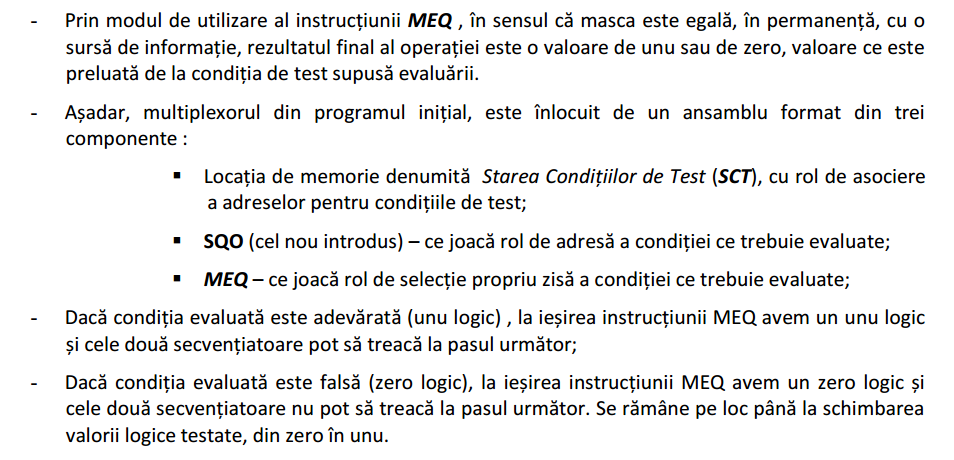 - Prin modul de utilizare al instrucțiunii MEQ , în sensul că masca este egală, în permanență, cu o
sursă de informație, rezultatul final al operației este o valoare de unu sau de zero, valoare ce este
preluată de la condiția de test supusă evaluării.
- Așadar, multiplexorul din programul inițial, este înlocuit de un ansamblu format din trei
componente :
▪ Locația de memorie denumită Starea Condițiilor de Test (SCT), cu rol de asociere
a adreselor pentru condițiile de test;
▪ SQO (cel nou introdus) – ce joacă rol de adresă a condiției ce trebuie evaluate;
▪ MEQ – ce joacă rol de selecție propriu zisă a condiției ce trebuie evaluate;
- Dacă condiția evaluată este adevărată (unu logic) , la ieșirea instrucțiunii MEQ avem un unu logic
și cele două secvențiatoare pot să treacă la pasul următor;
- Dacă condiția evaluată este falsă (zero logic), la ieșirea instrucțiunii MEQ avem un zero logic și
cele două secvențiatoare nu pot să treacă la pasul următor. Se rămâne pe loc până la schimbarea
valorii logice testate, din zero în unu.